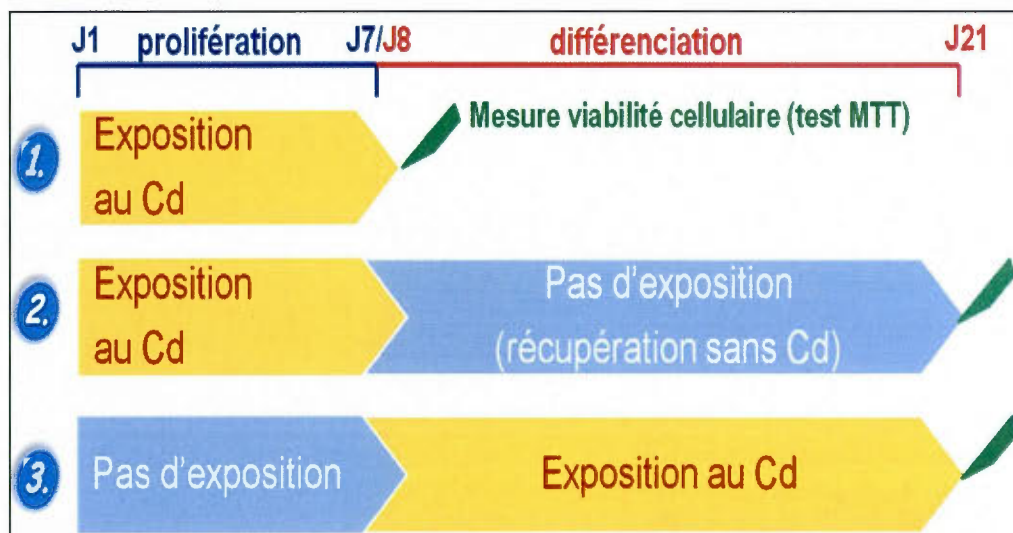 J1 prolifération J7/J8 différenciation J21
Mesure viabilité cellulaire (test MTT)
1.
Exposition
au Cd
2.
Exposition
au Cd
Pas d'exposition
(récupération sans Cd)
3.
Pas d'exposition
Exposition au Cd